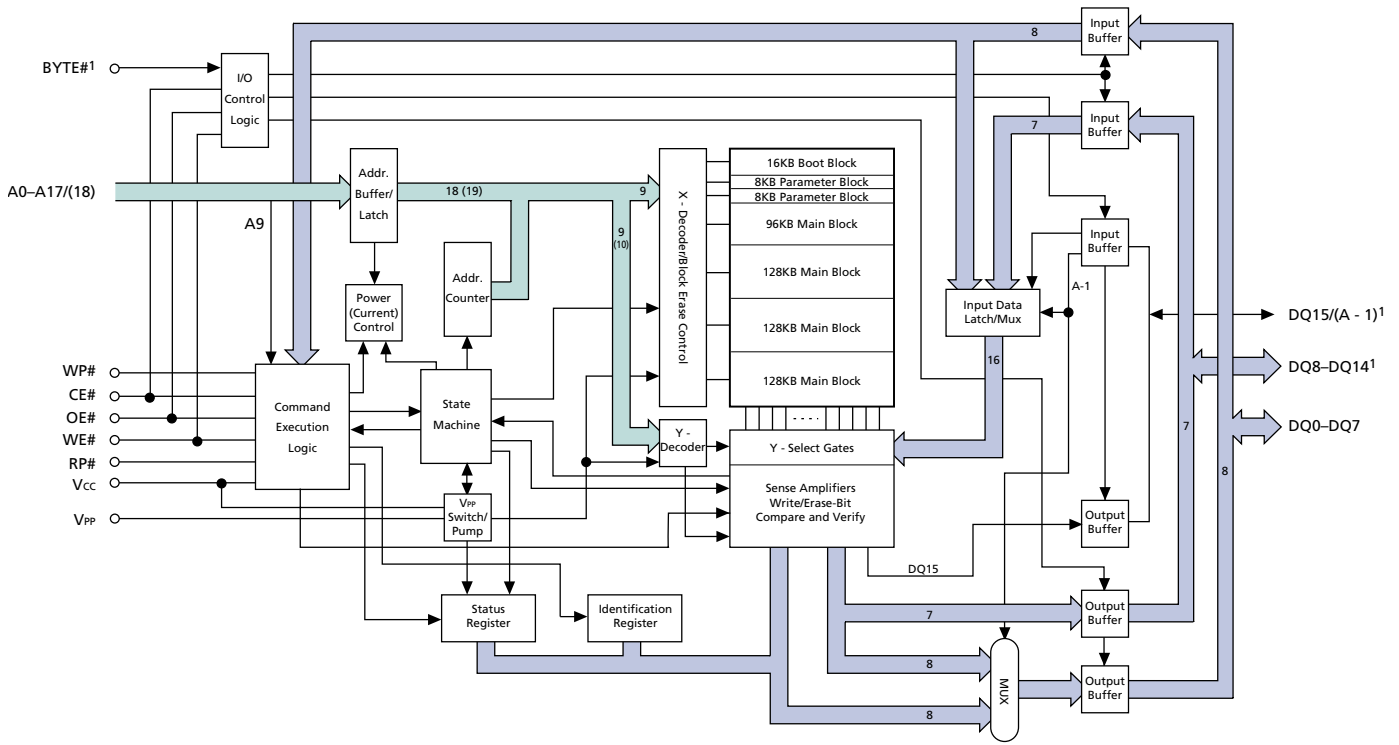 8
Input
Buffer
BYTE#1
I/O
Control
Logic
Input
Buffer
7
A0–A17/(18)
Addr.
Buffer/
Latch
18 (19)
9
9
(10)
A9
X - Decoder/Block Erase Control
16KB Boot Block
8KB Parameter Block
8KB Parameter Block
96KB Main Block
128KB Main Block
128KB Main Block
128KB Main Block
Input
Buffer
Addr.
Counter
A-1
Power
(Current)
Control
Input Data
Latch/Mux
DQ15/(A - 1)1
16
DQ8–DQ141
WP#
CE#
OE#
WE#
RP#
VCC
VPP
Command
Execution
Logic
State
Machine
Y -
Decoder
Y - Select Gates
Sense Amplifiers
Write/Erase-Bit
Compare and Verify
7
DQ0–DQ7
8
VPP
Switch/
Pump
Output
Buffer
DQ15
Status
Register
Identification
Register
7
Output
Buffer
8
MUX
Output
Buffer
8